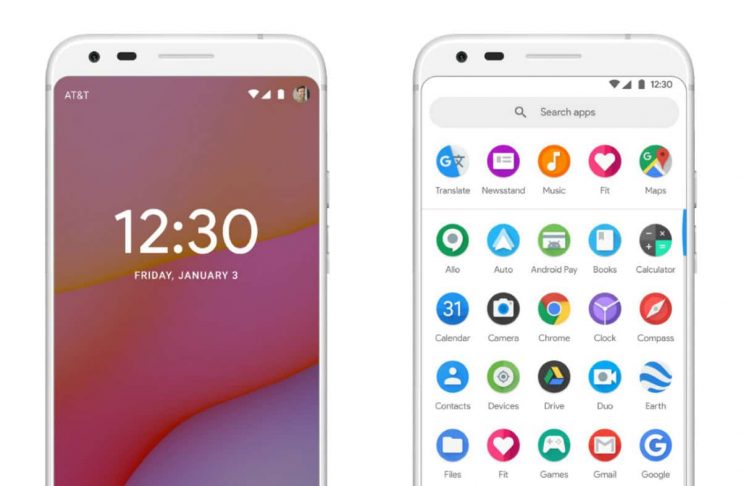 AT&T
12:30
FRIDAY, JANUARY 3
12:30
Search apps
G 文
Translate Newsstand Music Fit Maps
Allo Auto Android Pay Books Calculator
31
Calendar Camera Chrome Clock Compass
Contacts Devices Drive Duo Earth
G
Files Fit Games Gmail Google